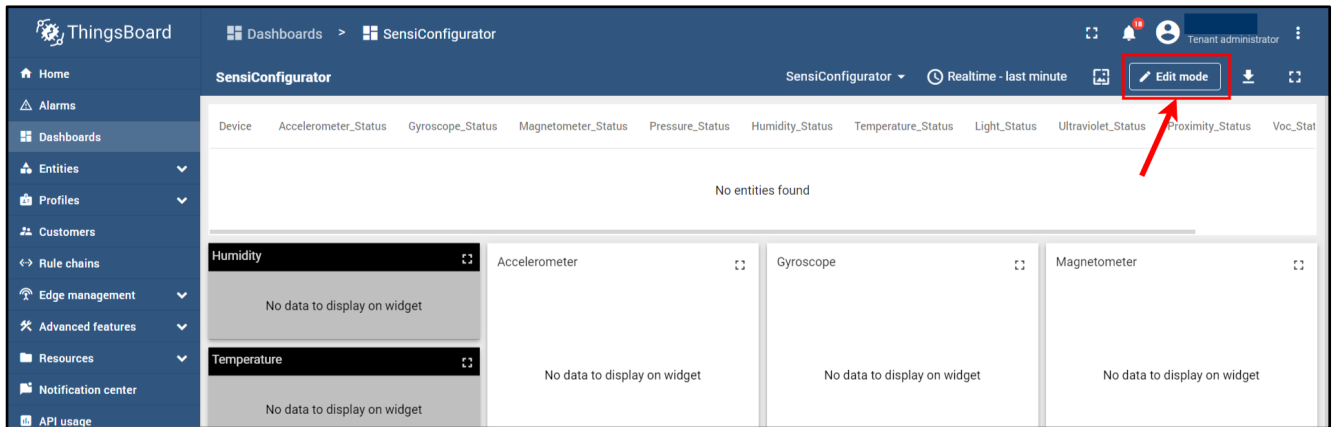 ThingsBoard
Dashboards > SensiConfigurator
18
Tenant administrator
Home
SensiConfigurator
SensiConfigurator
Realtime - last minute
Edit mode
Alarms
Dashboards
Entities
Profiles
Customers
Rule chains
Edge management
Advanced features
Resources
Notification center
API usage
Device Accelerometer_Status Gyroscope_Status Magnetometer_Status Pressure_Status Humidity_Status Temperature_Status Light_Status Ultraviolet_Status Proximity_Status Voc_Stat
No entities found
Humidity
No data to display on widget
Temperature
No data to display on widget
Accelerometer
No data to display on widget
Gyroscope
No data to display on widget
Magnetometer
No data to display on widget